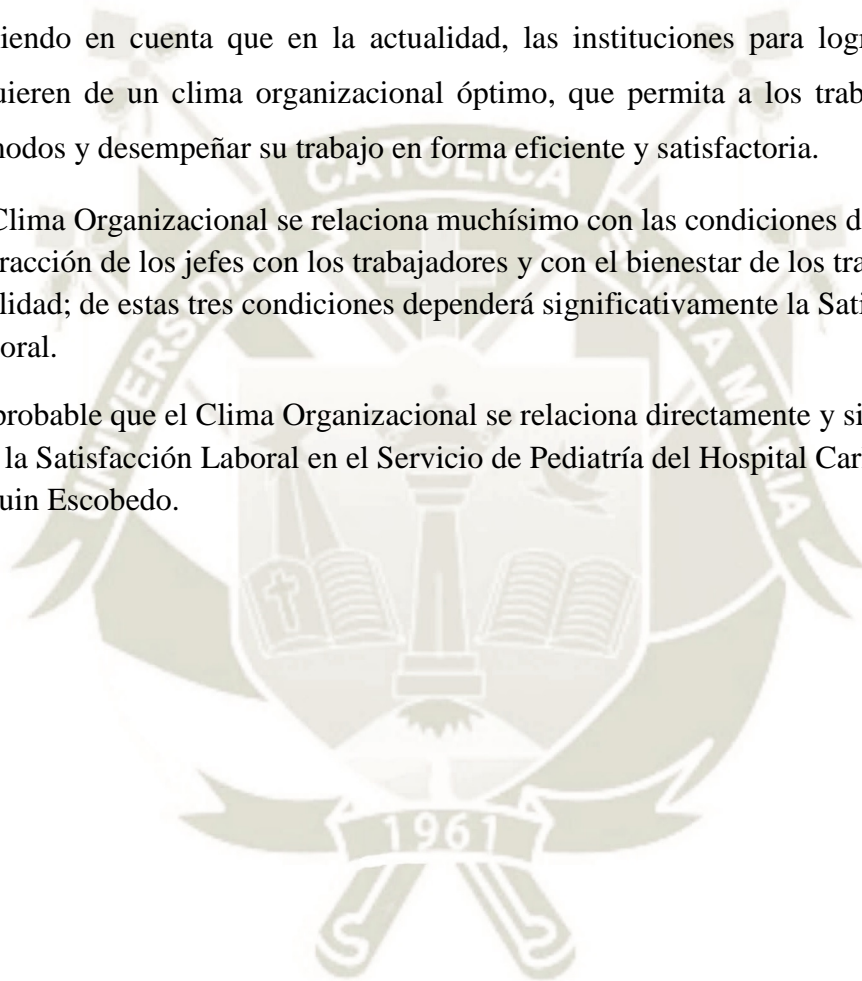 iendo en cuenta que en la actualidad, las instituciones para logr
uieren de un clima organizacional óptimo, que permita a los trab
nodos y desempeñar su trabajo en forma eficiente y satisfactoria.
Clima Organizacional se relaciona muchísimo con las condiciones d
racción de los jefes con los trabajadores y con el bienestar de los tra
lidad; de estas tres condiciones dependerá significativamente la Sati
oral.
probable que el Clima Organizacional se relaciona directamente y si
la Satisfacción Laboral en el Servicio de Pediatría del Hospital Car
uin Escobedo.
UNIVERSIDAD CATOLICA SANTA MARIA
1961